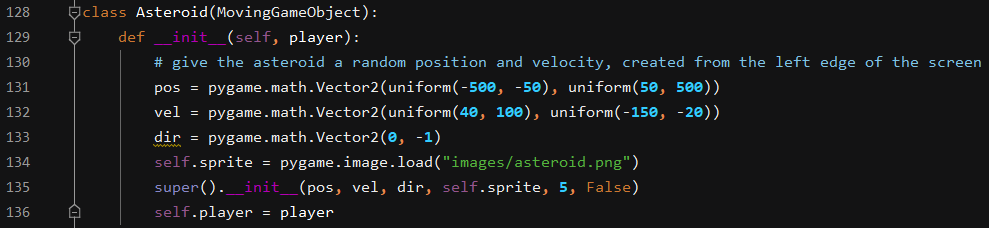 128 class Asteroid(MovingGameObject):
129 def __init__(self, player):
130 # give the asteroid a random position and velocity, created from the left edge of the screen
131 pos = pygame.math.Vector2(uniform(-500, -50), uniform(50, 500))
132 vel = pygame.math.Vector2(uniform(40, 100), uniform(-150, -20))
133 dir = pygame.math.Vector2(0, -1)
134 self.sprite = pygame.image.load("images/asteroid.png")
135 super().__init__(pos, vel, dir, self.sprite, 5, False)
136 self.player = player